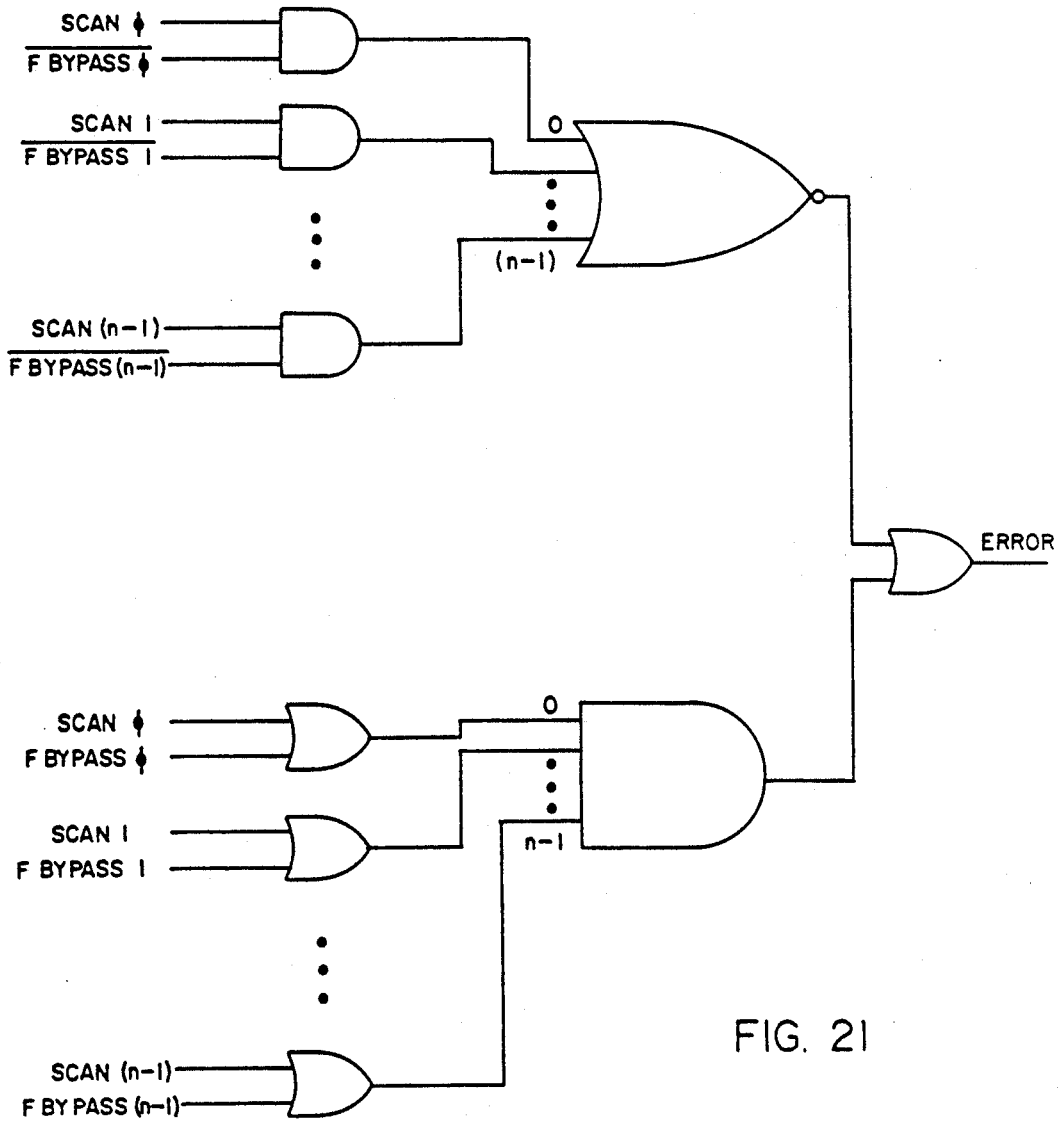 SCAN ϕ
F BYPASS ϕ
SCAN 1
F BYPASS 1
SCAN (n-1)
F BYPASS (n-1)
0
(n-1)
ERROR
SCAN ϕ
F BYPASS ϕ
SCAN 1
F BYPASS 1
SCAN (n-1)
F BYPASS (n-1)
0
n-1
FIG. 21